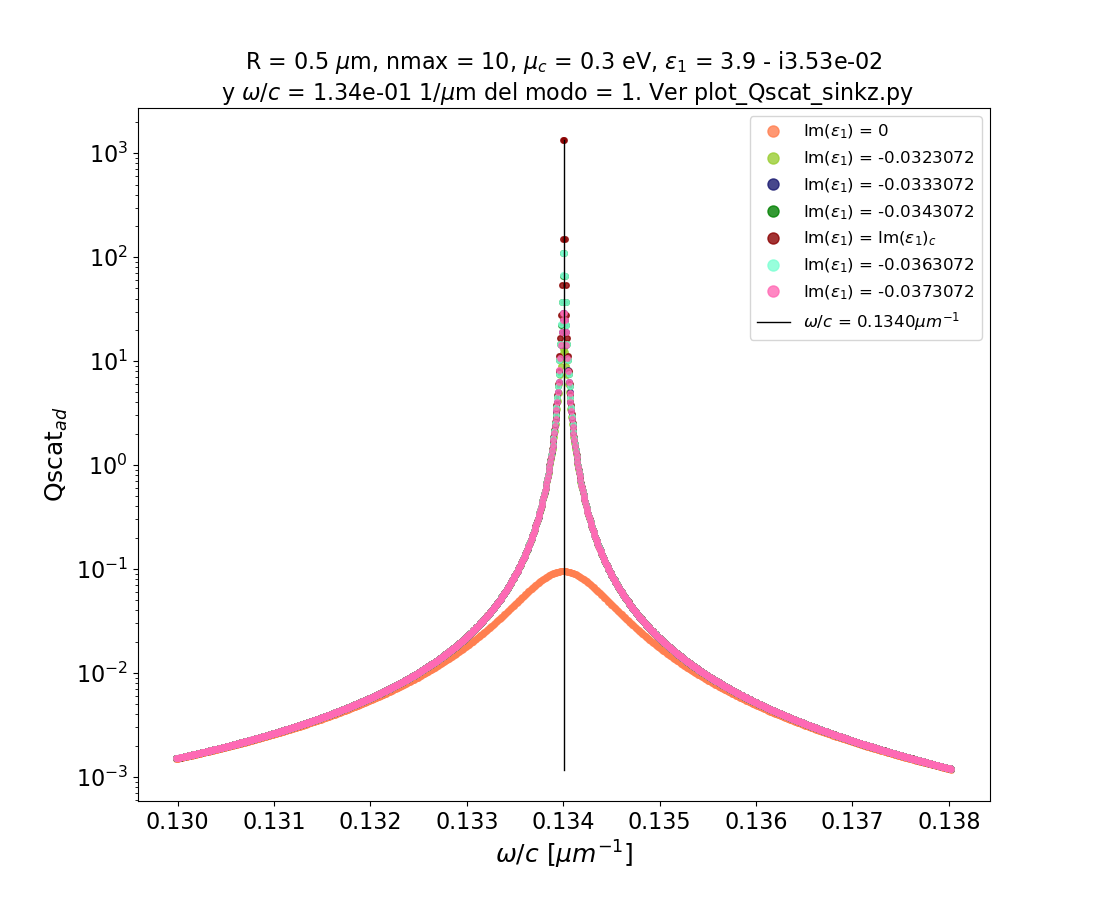 R = 0.5 μm, nmax = 10, μc = 0.3 eV, ε1 = 3.9 - i3.53e-02
y ω/c = 1.34e-01 1/μm del modo = 1. Ver plot_Qscat_sinkz.py
Im(ε1) = 0
Im(ε1) = -0.0323072
Im(ε1) = -0.0333072
Im(ε1) = -0.0343072
Im(ε1) = Im(ε1)c
Im(ε1) = -0.0363072
Im(ε1) = -0.0373072
ω/c = 0.1340μm⁻¹
Qscat_ad
10³
10²
10¹
10⁰
10⁻¹
10⁻²
10⁻³
0.130 0.131 0.132 0.133 0.134 0.135 0.136 0.137 0.138
ω/c [μm⁻¹]